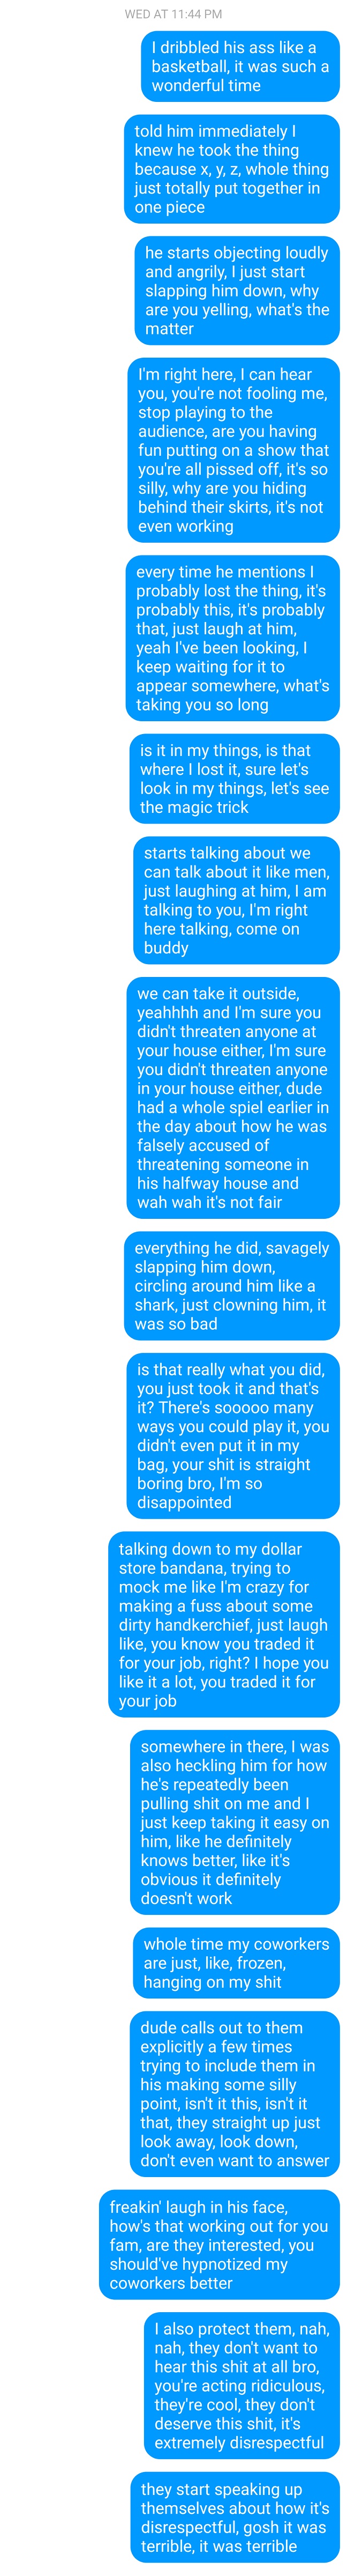 WED AT 11:44 PM
I dribbled his ass like a
basketball, it was such a
wonderful time
told him immediately I
knew he took the thing
because x, y, z, whole thing
just totally put together in
one piece
he starts objecting loudly
and angrily, I just start
slapping him down, why
are you yelling, what's the
matter
I'm right here, I can hear
you, you're not fooling me,
stop playing to the
audience, are you having
fun putting on a show that
you're all pissed off, it's so
silly, why are you hiding
behind their skirts, it's not
even working
every time he mentions I
probably lost the thing, it's
probably this, it's probably
that, just laugh at him,
yeah I've been looking, I
keep waiting for it to
appear somewhere, what's
taking you so long
is it in my things, is that
where I lost it, sure let's
look in my things, let's see
the magic trick
starts talking about we
can talk about it like men,
just laughing at him, I am
talking to you, I'm right
here talking, come on
buddy
we can take it outside,
yeahhhh and I'm sure you
didn't threaten anyone at
your house either, I'm sure
you didn't threaten anyone
in your house either, dude
had a whole spiel earlier in
the day about how he was
falsely accused of
threatening someone in
his halfway house and
wah wah it's not fair
everything he did, savagely
slapping him down,
circling around him like a
shark, just clowning him, it
was so bad
is that really what you did,
you just took it and that's
it? There's sooooo many
ways you could play it, you
didn't even put it in my
bag, your shit is straight
boring bro, I'm so
disappointed
talking down to my dollar
store bandana, trying to
mock me like I'm crazy for
making a fuss about some
dirty handkerchief, just laugh
like, you know you traded it
for your job, right? I hope you
like it a lot, you traded it for
your job
somewhere in there, I was
also heckling him for how
he's repeatedly been
pulling shit on me and I
just keep taking it easy on
him, like he definitely
knows better, like it's
obvious it definitely
doesn't work
whole time my coworkers
are just, like, frozen,
hanging on my shit
dude calls out to them
explicitly a few times
trying to include them in
his making some silly
point, isn't it this, isn't it
that, they straight up just
look away, look down,
don't even want to answer
freakin' laugh in his face,
how's that working out for you
fam, are they interested, you
should've hypnotized my
coworkers better
I also protect them, nah,
nah, they don't want to
hear this shit at all bro,
you're acting ridiculous,
they're cool, they don't
deserve this shit, it's
extremely disrespectful
they start speaking up
themselves about how it's
disrespectful, gosh it was
terrible, it was terrible